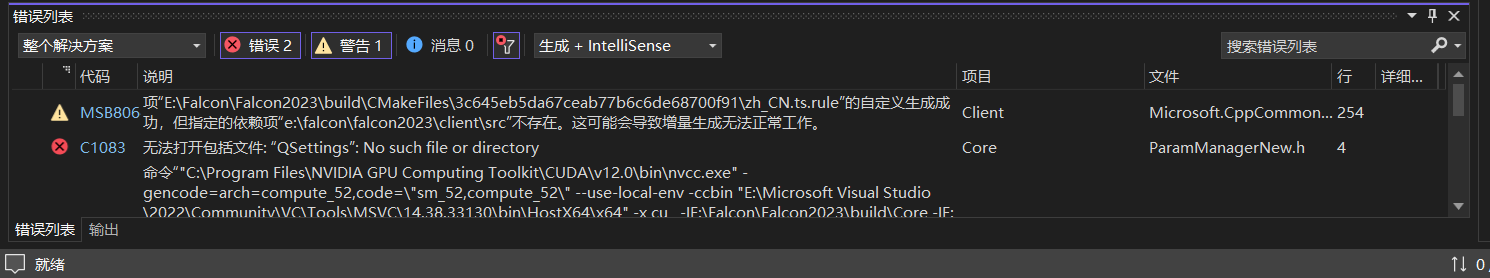 错误列表
整个解决方案
错误 2
警告 1
消息 0
生成 + IntelliSense
搜索错误列表
代码 说明 项目 文件 行 详细...
MSB806 项“E:\Falcon\Falcon2023\build\CMakeFiles\3c645eb5da67ceab77b6c6de68700f91\zh_CN.ts.rule”的自定义生成成 Client Microsoft.CppCommon... 254
功，但指定的依赖项“e:\falcon\falcon2023\client\src”不存在。这可能会导致增量生成无法正常工作。
C1083 无法打开包括文件: “QSettings”: No such file or directory Core ParamManagerNew.h 4
命令“"C:\Program Files\NVIDIA GPU Computing Toolkit\CUDA\v12.0\bin\nvcc.exe" -
gencode=arch=compute_52,code=\"sm_52,compute_52\" --use-local-env -ccbin "E:\Microsoft Visual Studio
\2022\Community\VC\Tools\MSVC\14.38.33130\bin\HostX64\x64" -x cu -IE:\Falcon\Falcon2023\build\Core -IE:
错误列表 输出
就绪
0